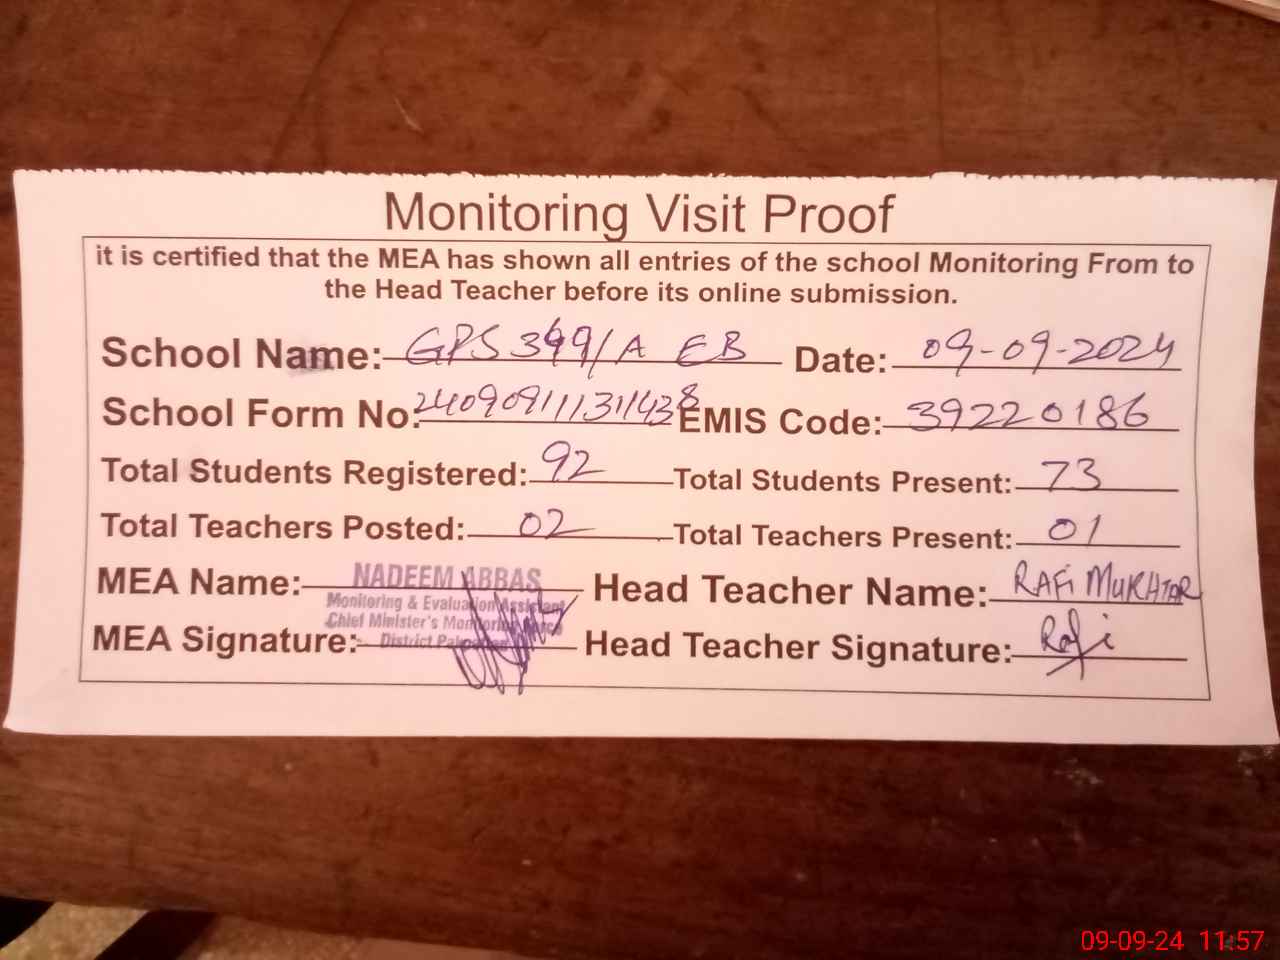 Monitoring Visit Proof
it is certified that the MEA has shown all entries of the school Monitoring From to
the Head Teacher before its online submission.
School Name: GPS 399/A EB Date: 09-09-2024
School Form No: 240909111311438 EMIS Code: 39220186
Total Students Registered: 92 Total Students Present: 73
Total Teachers Posted: 02 Total Teachers Present: 01
MEA Name: NADEEM ABBAS Head Teacher Name: RAFI MUKHTAR
Monitoring & Evaluation Assistant
Chief Minister's Monitoring Force
District
MEA Signature: Head Teacher Signature: Rafi
09-09-24 11:57